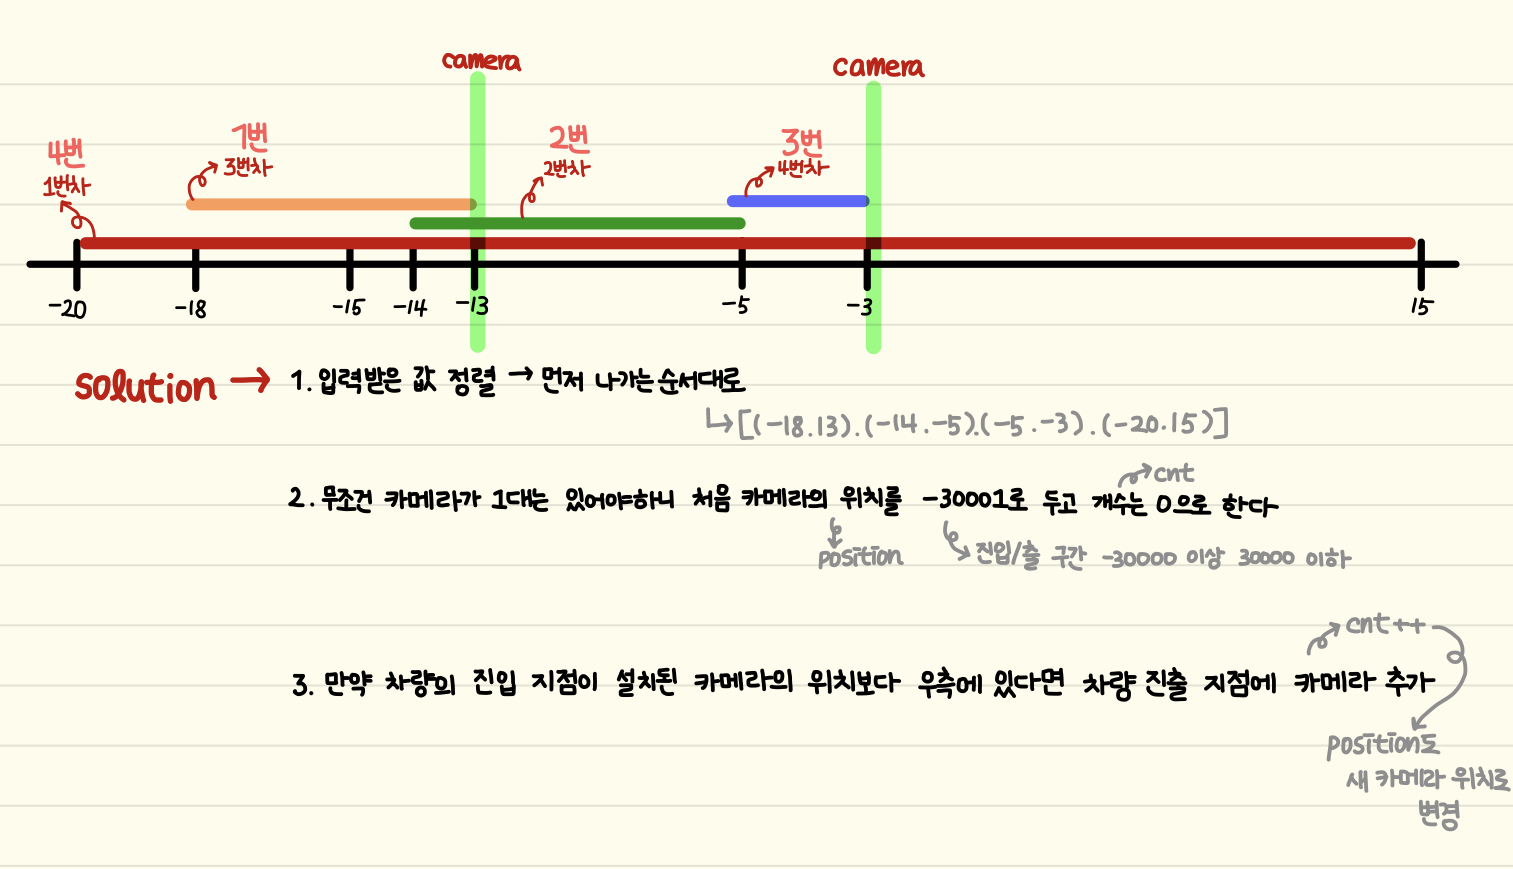 camera
camera
4번
1번차
1번
3번차
2번
2번차
3번
4번차
-20 -18 -15 -14 -13 -5 -3 15
solution → 1. 입력받은 값 정렬 → 먼저 나가는 순서대로
[(-18.13).(-14.-5).(-5.-3).(-20.15)]
cnt
2. 무조건 카메라가 1대는 있어야하니 처음 카메라의 위치를 -30001로 두고 개수는 0으로 한다
position
진입/출 구간 -30000 이상 30000 이하
cnt++
3. 만약 차량의 진입 지점이 설치된 카메라의 위치보다 우측에 있다면 차량 진출 지점에 카메라 추가
position도
새 카메라 위치로
변경